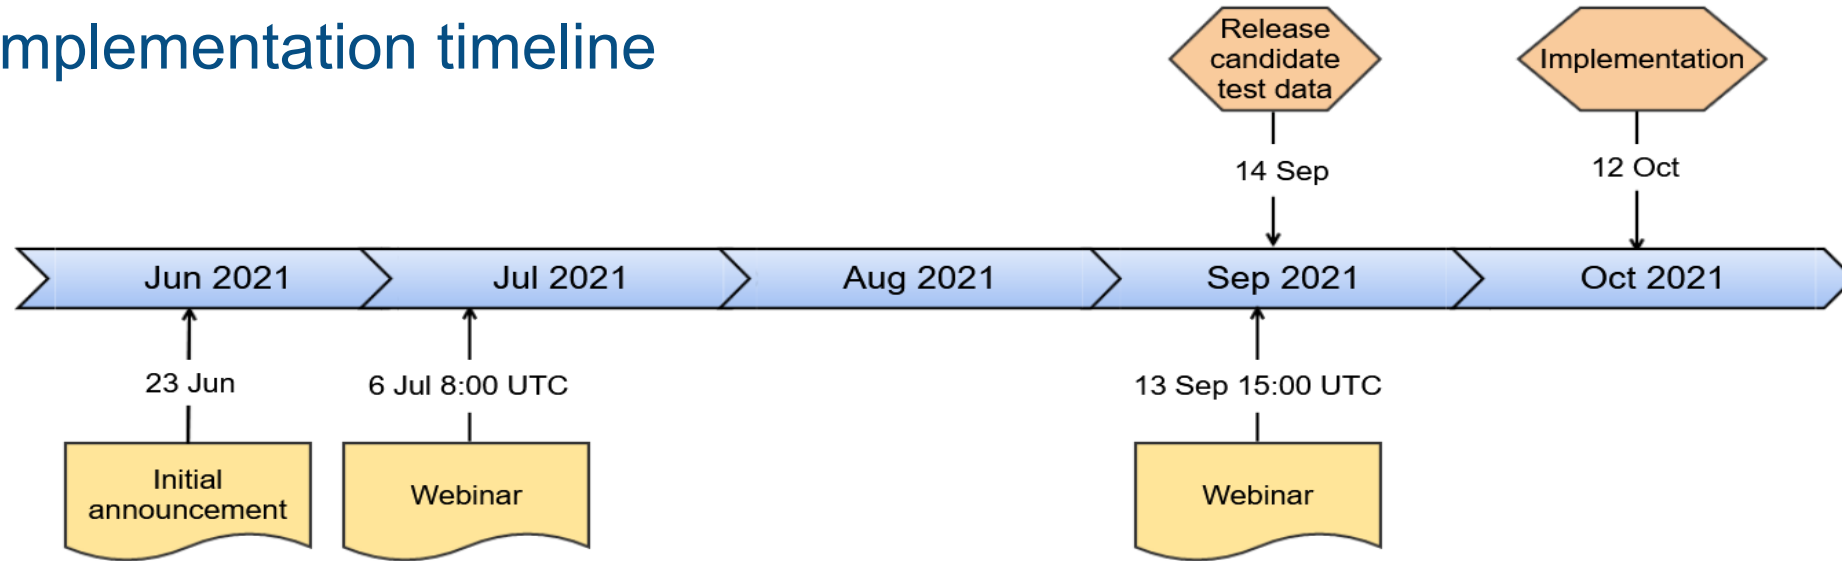 mplementation timeline
Release
candidate
test data
Implementation
14 Sep
12 Oct
Jun 2021
Jul 2021
Aug 2021
Sep 2021
Oct 2021
23 Jun
6 Jul 8:00 UTC
13 Sep 15:00 UTC
Initial
announcement
Webinar
Webinar